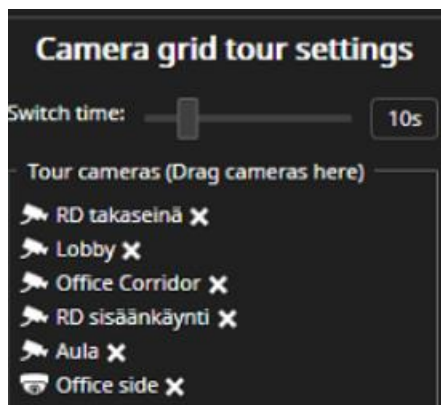 Camera grid tour settings
Switch time: 10s
Tour cameras (Drag cameras here)
RD takaseinä
Lobby
Office Corridor
RD sisäänkäynti
Aula
Office side